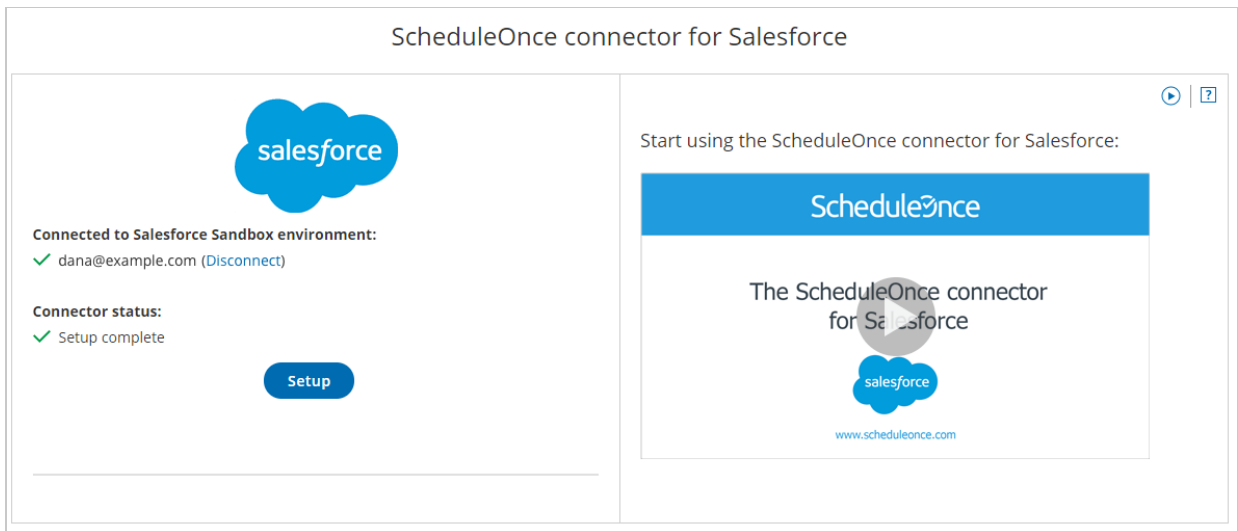 ScheduleOnce connector for Salesforce
salesforce
Connected to Salesforce Sandbox environment:
dana@example.com (Disconnect)
Connector status:
Setup complete
Setup
?
Start using the ScheduleOnce connector for Salesforce:
ScheduleOnce
The ScheduleOnce connector
for Salesforce
salesforce
www.scheduleonce.com